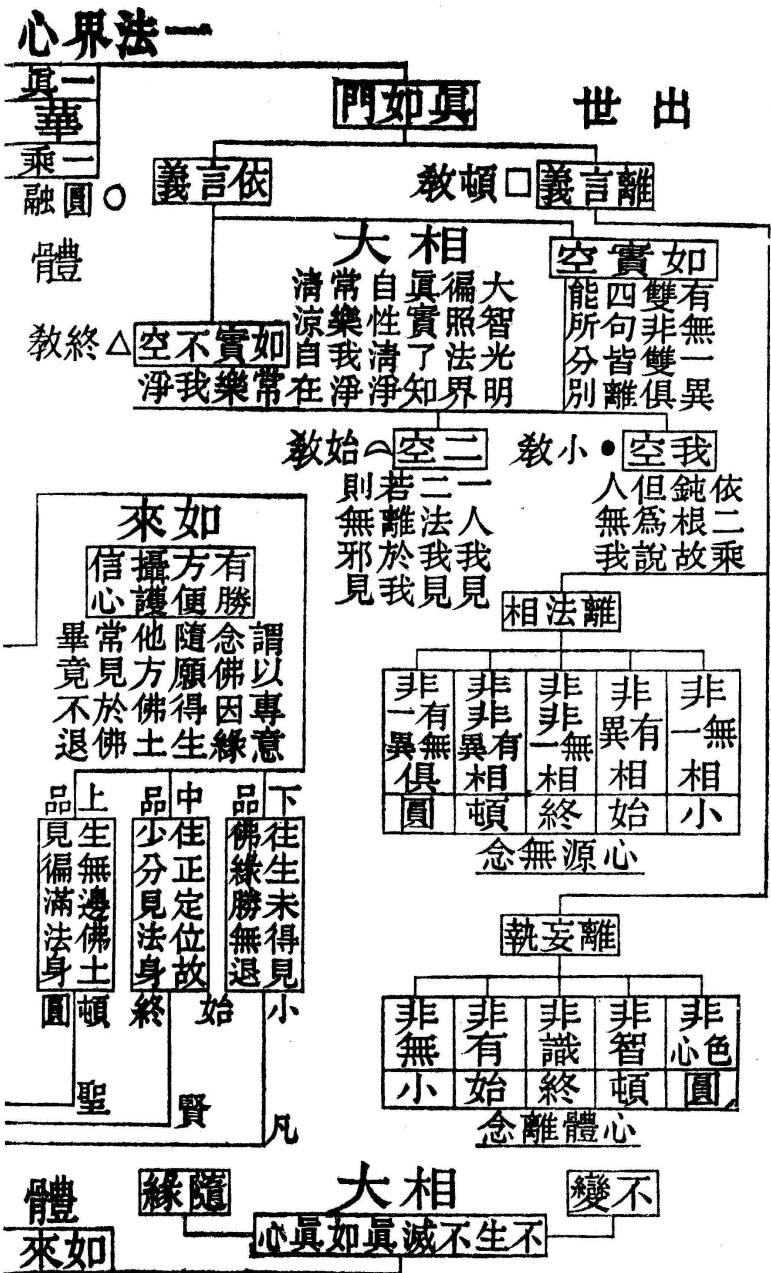 一法界心
一眞
華
一乘
圓融
體
出世
眞如門
離言義
頓教
依言義
如實空
有無一異
雙非雙俱
四句皆離
能所分別
相大
大智光明
徧照法界
眞實了知
自性清淨
常樂我淨
清涼自在
如實不空
終教
常樂我淨
我空
小教
依二乘
鈍根故
但爲說
人無我
二空
始教
一人我見
二法我見
若離於我
則無邪見
離法相
非無一相
小
非有異相
始
非非無一相
終
非非有異相
頓
非有無一異俱
圓
心源無念
離妄執
非色心
圓
非智
頓
非識
終
非有
始
非無
小
心體離念
如來
有勝
方便
攝護
信心
謂以專意
念佛因緣
隨願得生
他方佛土
常見於佛
畢竟不退
下品
往生未得見
佛緣勝無退
中品
住正定位故
少分見法身
上品
生無邊佛土
見徧滿法身
小
始
終
頓
圓
凡
賢
聖
不變
相大
隨緣
不生不滅眞如眞心
體
如來